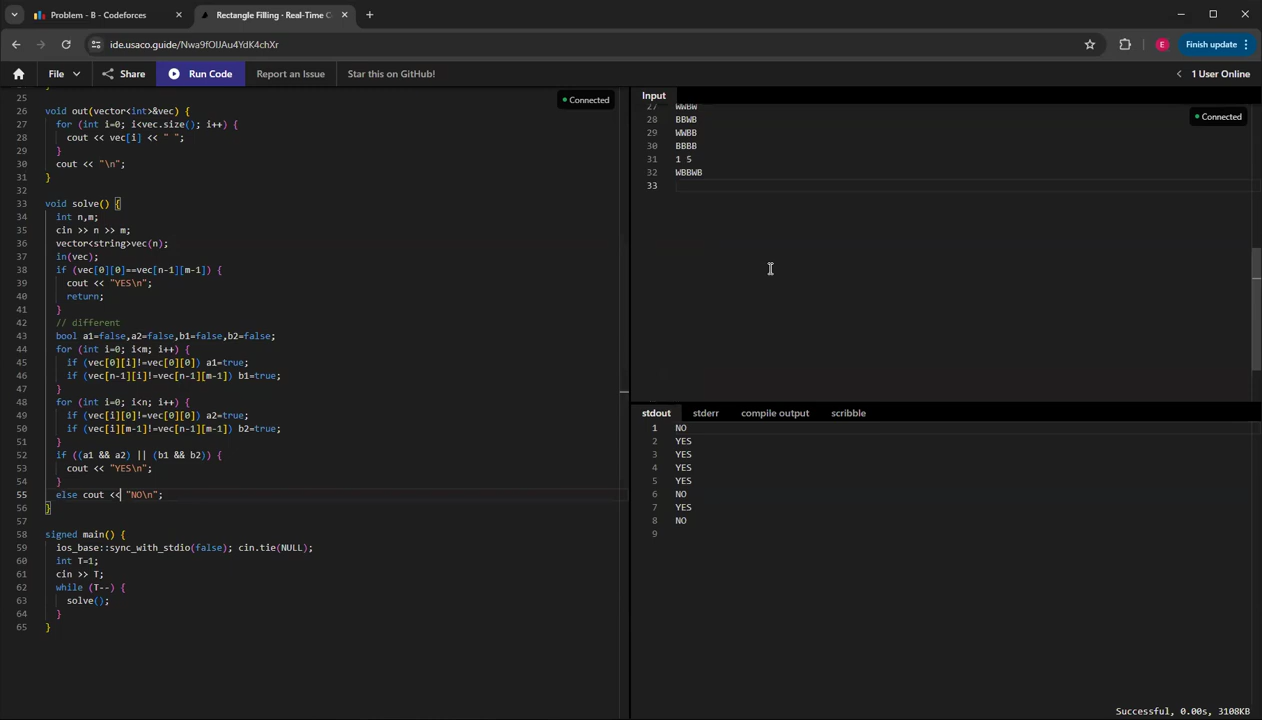 Problem - B - Codeforces
Rectangle Filling · Real-Time C
ide.usaco.guide/Nwa9fOlJAu4YdK4chXr
E
Finish update
File
Share
Run Code
Report an Issue
Star this on GitHub!
1 User Online
25 }
26 void out(vector<int>&vec) {
27 for (int i=0; i<vec.size(); i++) {
28 cout << vec[i] << " ";
29 }
30 cout << "\n";
31 }
32
33 void solve() {
34 int n,m;
35 cin >> n >> m;
36 vector<string>vec(n);
37 in(vec);
38 if (vec[0][0]==vec[n-1][m-1]) {
39 cout << "YES\n";
40 return;
41 }
42 // different
43 bool a1=false,a2=false,b1=false,b2=false;
44 for (int i=0; i<m; i++) {
45 if (vec[0][i]!=vec[0][0]) a1=true;
46 if (vec[n-1][i]!=vec[n-1][m-1]) b1=true;
47 }
48 for (int i=0; i<n; i++) {
49 if (vec[i][0]!=vec[0][0]) a2=true;
50 if (vec[i][m-1]!=vec[n-1][m-1]) b2=true;
51 }
52 if ((a1 && a2) || (b1 && b2)) {
53 cout << "YES\n";
54 }
55 else cout << "NO\n";
56 }
57
58 signed main() {
59 ios_base::sync_with_stdio(false); cin.tie(NULL);
60 int T=1;
61 cin >> T;
62 while (T--) {
63 solve();
64 }
65 }
Connected
Input
27 WWBW
28 BBWB
29 WWBB
30 BBBB
31 1 5
32 WBBWB
33
Connected
stdout
stderr
compile output
scribble
1 NO
2 YES
3 YES
4 YES
5 YES
6 NO
7 YES
8 NO
9
Successful, 0.00s, 3108KB